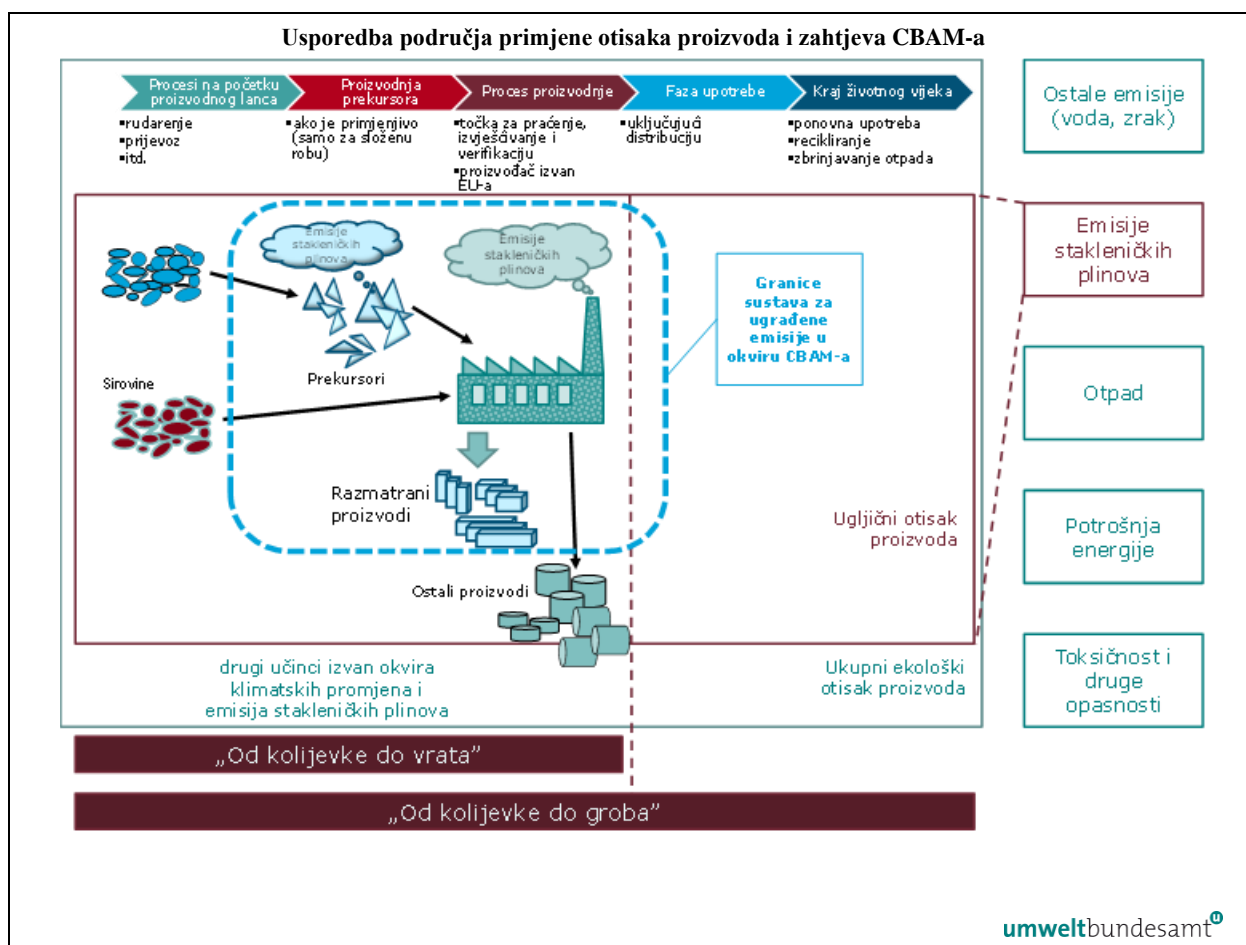 Usporedba područja primjene otisaka proizvoda i zahtjeva CBAM-a
Procesi na početku
proizvodnog lanca
Proizvodnja
prekursora
Proces proizvodnje
Faza upotrebe
Kraj životnog vijeka
▪rudarenje
▪prijevoz
▪itd.
▪ako je primjenjivo
(samo za složenu
robu)
▪točka za praćenje,
izvješćivanje i
verifikaciju
▪proizvođač izvan
EU-a
▪uključujući
distribuciju
▪ponovna upotreba
▪recikliranje
▪zbrinjavanje otpada
Ostale emisije
(voda, zrak)
Emisije
stakleničkih
plinova
Emisije
stakleničkih
plinova
Emisije
stakleničkih
plinova
Granice
sustava za
ugrađene
emisije u
okviru CBAM-a
Prekursori
Sirovine
Otpad
Razmatrani
proizvodi
Ugljični otisak
proizvoda
Potrošnja
energije
Ostali proizvodi
drugi učinci izvan okvira
klimatskih promjena i
emisija stakleničkih plinova
Ukupni ekološki
otisak proizvoda
Toksičnost i
druge
opasnosti
„Od kolijevke do vrata”
„Od kolijevke do groba”
umweltbundesamt
u